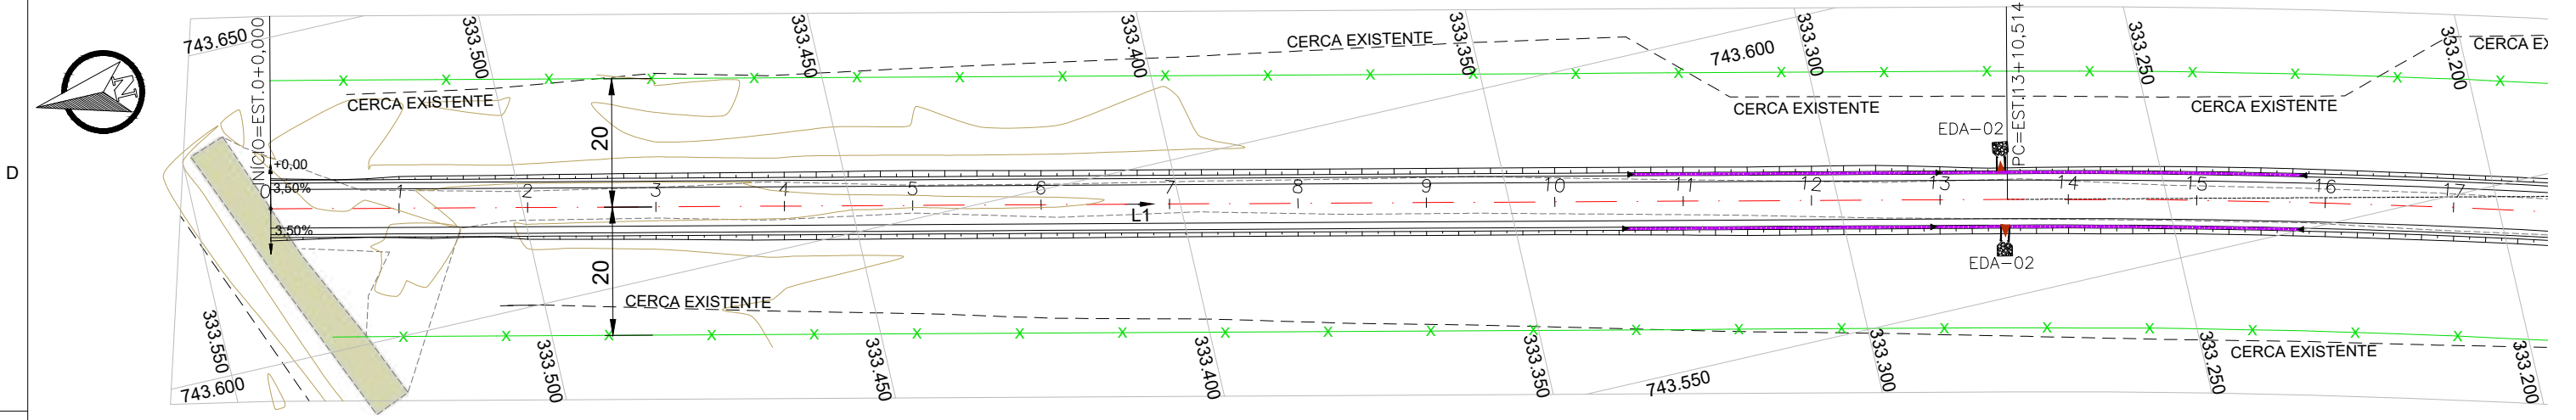 743.650
INÍCIO=EST.0+0,000
333.500
333.450
333.400
333.350
743.600
333.300
PC=EST.13+10,514
333.250
333.200
CERCA EXISTENTE
CERCA EX
CERCA EXISTENTE
CERCA EXISTENTE
CERCA EXISTENTE
N
D
20
EDA-02
+0,00
3,50%
0 1 2 3 4 5 6 7 8 9 10 11 12 13 14 15 16 17
L1
3,50%
EDA-02
20
CERCA EXISTENTE
CERCA EXISTENTE
333.550
743.600
333.500
333.450
333.400
333.350
743.550
333.300
333.250
333.200